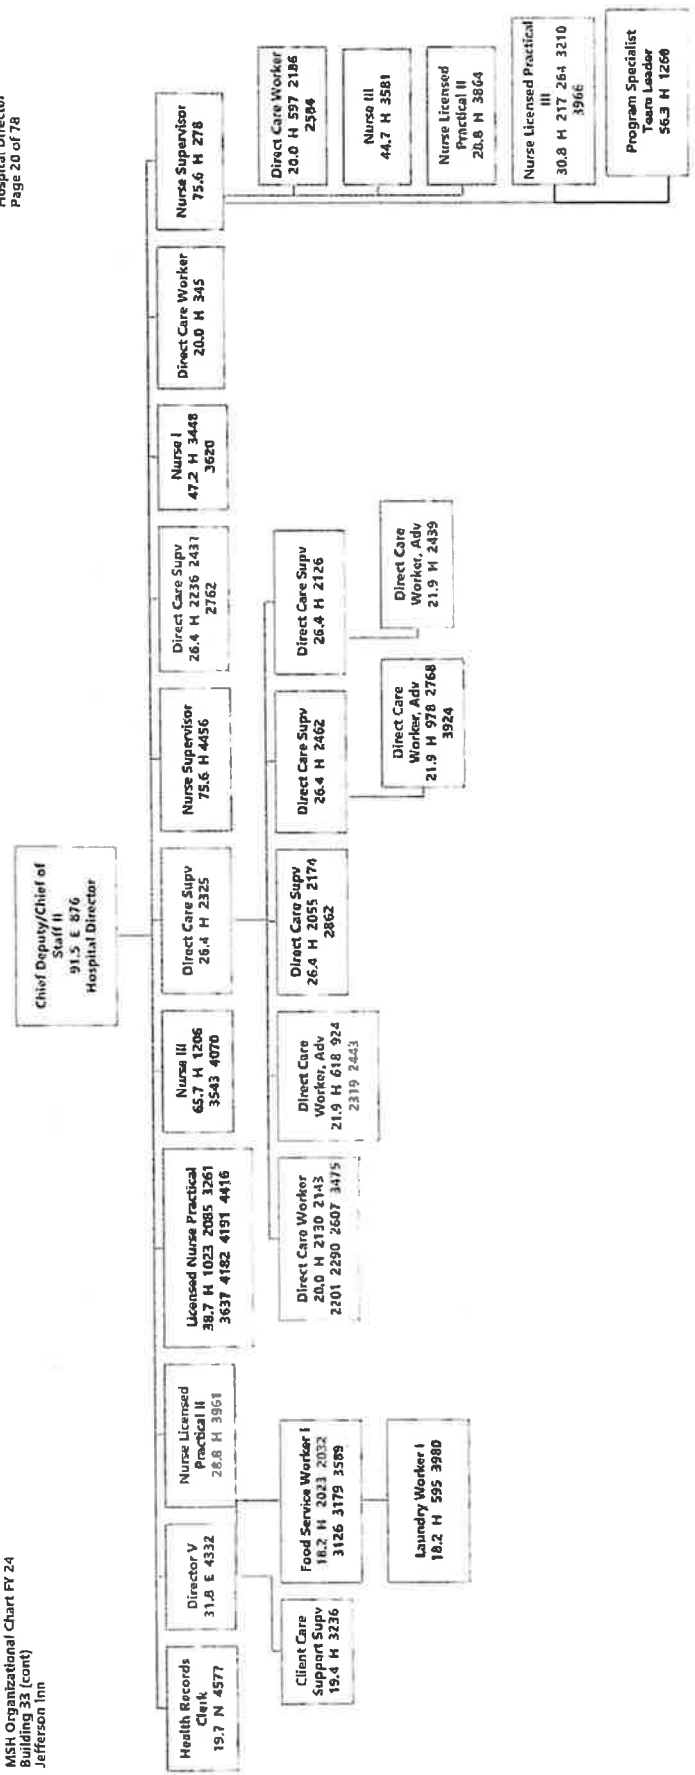 MSH Organizational Chart FY 24
Building 33 (cont)
Jefferson Inn
Hospital Director
Page 20 of 78
Chief Deputy/Chief of
Staff II
91.5 E 876
Hospital Director
Health Records
Clerk
19.7 N 4577
Director V
31.8 E 4332
Nurse Licensed
Practical II
28.8 H 3961
Licensed Nurse Practical
38.7 H 1023 2085 3261
3637 4182 4191 4416
Nurse III
65.7 H 1206
3543 4070
Direct Care Supv
26.4 H 2325
Nurse Supervisor
75.6 H 4456
Direct Care Supv
26.4 H 2236 2431
2762
Nurse I
47.2 H 3448
3620
Direct Care Worker
20.0 H 345
Nurse Supervisor
75.6 H 278
Client Care
Support Supv
19.4 H 3236
Food Service Worker I
18.2 H 2023 2032
3126 3179 3589
Laundry Worker I
18.2 H 595 3980
Direct Care Worker
20.0 H 2130 2143
2201 2290 2607 3475
Direct Care
Worker, Adv
21.9 H 618 924
2319 2443
Direct Care Supv
26.4 H 2055 2174
2862
Direct Care Supv
26.4 H 2462
Direct Care Supv
26.4 H 2126
Direct Care
Worker, Adv
21.9 H 978 2768
3924
Direct Care
Worker, Adv
21.9 H 2439
Direct Care Worker
20.0 H 597 2186
2584
Nurse III
44.7 H 3581
Nurse Licensed
Practical II
28.8 H 3864
Nurse Licensed Practical
III
30.8 H 217 264 3210
3966
Program Specialist
Team Leader
56.3 H 1260